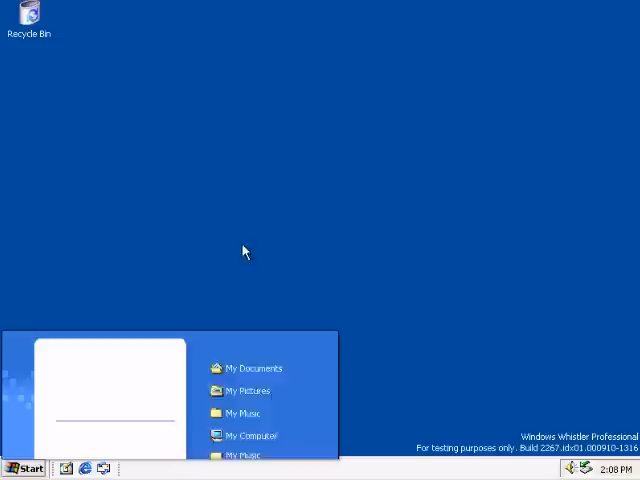 Recycle Bin
My Documents
My Pictures
My Music
My Computer
My Music
Windows Whistler Professional
For testing purposes only. Build 2267.idx01.000910-1316
Start
2:08 PM